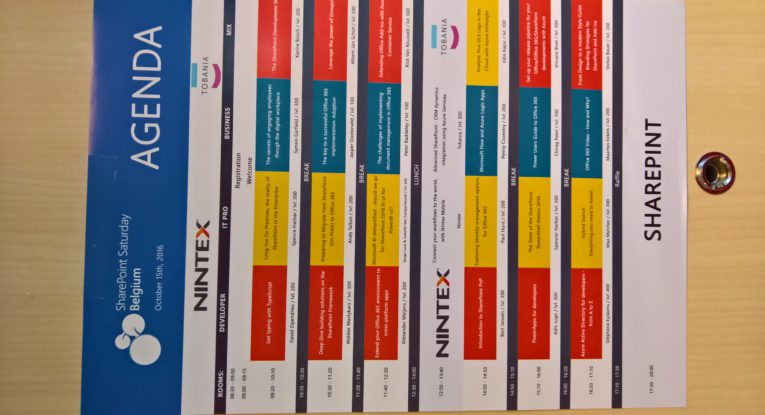 SharePoint Saturday
Belgium
October 15th, 2016
AGENDA
NINTEX
TOBANIA
ROOMS: DEVELOPER IT PRO BUSINESS MIX
08:30 - 09:00 Registration
09:00 - 09:15 Welcome
09:20 - 10:10
Get typing with TypeScript
David Opendries / lvl: 200
Long live On Premises, the reality of
SharePoint in the Enterprise
Spence Harbar / lvl: 200
The secrets of engaging employees
though the digital workplace
Symon Garfield / lvl: 300
The SharePoint Development
Karine Bosch / lvl: 200
10:10 - 10:30 BREAK
10:30 - 11:20
Deep Dive building solutions on the
SharePoint Framework
Waldek Mastykarz / lvl: 300
Preparing to Migrate from SharePoint
(On-Prem) to Office 365
Andy Talbot / lvl: 200
The key to a successful Office 365
implementation: Adoption!
Jasper Oosterveld / lvl: 100
Leverage the power of
Albert Jan Schot / lvl: 300
11:20 - 11:40 BREAK
11:40 - 12:30
Extend your Office 365 environment to
cross-platform apps
Alexander Meijers / lvl: 200
Microsoft BI demystified : should we go
for SharePoint 2016 BI or for
PowerBI v2?
The challenges of implementing
document management in Office 365
Peter Baddeley / lvl: 100
Extending Office Add-ins with
Container Service
Rick Van Rousselt / lvl: 300
12:30 - 14:00 LUNCH
12:50 - 13:40
NINTEX
Connect your workflows to the world,
with Nintex Mobile
Nintex
Advanced SharePoint - CRM dynamics
integration using Azure Services
Tobania / lvl: 300
TOBANIA
14:00 - 14:50
Introduction to SharePoint PnP
Bert Jansen / lvl: 300
Exploring identity management options
for Office 365
Paul Hunt / lvl: 200
Microsoft Flow and Azure Logic Apps
Penny Coventry / lvl: 200
Analyze Your ULS Logs in the
Cloud with Azure HDInsight
Edin Kapic / lvl: 100
14:50 - 15:10 BREAK
15:10 - 16:00
PowerApps for developers
Adis Jugo / lvl: 300
The State of the SharePoint
PowerShell Nation 2016
Spencer Harbar / lvl: 200
Power Users Guide to Office 365
Chirag Patel / lvl: 100
Set up your release pipeline for your
Office/Office 365/SharePoint
developments with Azure
Vincent Biret / lvl: 300
16:00 - 16:20 BREAK
16:20 - 17:10
Azure Active Directory for developers -
from A to Z
Stéphane Eyskens / lvl: 400
Hybrid Search
Everything you need to know!
Max Melcher / lvl: 300
Office 365 Video - How and Why?
Maarten Eekels / lvl: 200
From Design to a modern Style Guide
Branding Strategies for
SharePoint and Add-ins
Stefan Bauer / lvl: 200
17:10 - 17:30 Raffle
17:30 - 20:00 SHAREPINT